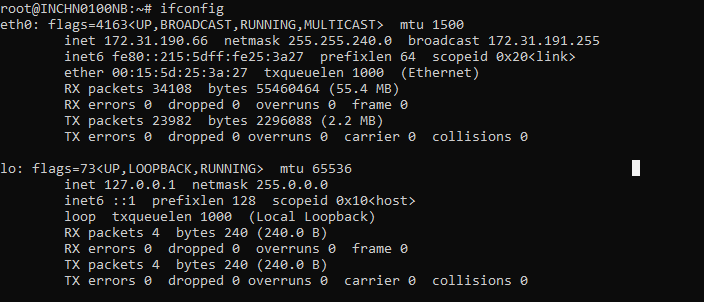 root@INCHN0100NB:~# ifconfig
eth0: flags=4163<UP,BROADCAST,RUNNING,MULTICAST>  mtu 1500
        inet 172.31.190.66  netmask 255.255.240.0  broadcast 172.31.191.255
        inet6 fe80::215:5dff:fe25:3a27  prefixlen 64  scopeid 0x20<link>
        ether 00:15:5d:25:3a:27  txqueuelen 1000  (Ethernet)
        RX packets 34108  bytes 55460464 (55.4 MB)
        RX errors 0  dropped 0  overruns 0  frame 0
        TX packets 23982  bytes 2296088 (2.2 MB)
        TX errors 0  dropped 0 overruns 0  carrier 0  collisions 0

lo: flags=73<UP,LOOPBACK,RUNNING>  mtu 65536
        inet 127.0.0.1  netmask 255.0.0.0
        inet6 ::1  prefixlen 128  scopeid 0x10<host>
        loop  txqueuelen 1000  (Local Loopback)
        RX packets 4  bytes 240 (240.0 B)
        RX errors 0  dropped 0  overruns 0  frame 0
        TX packets 4  bytes 240 (240.0 B)
        TX errors 0  dropped 0 overruns 0  carrier 0  collisions 0